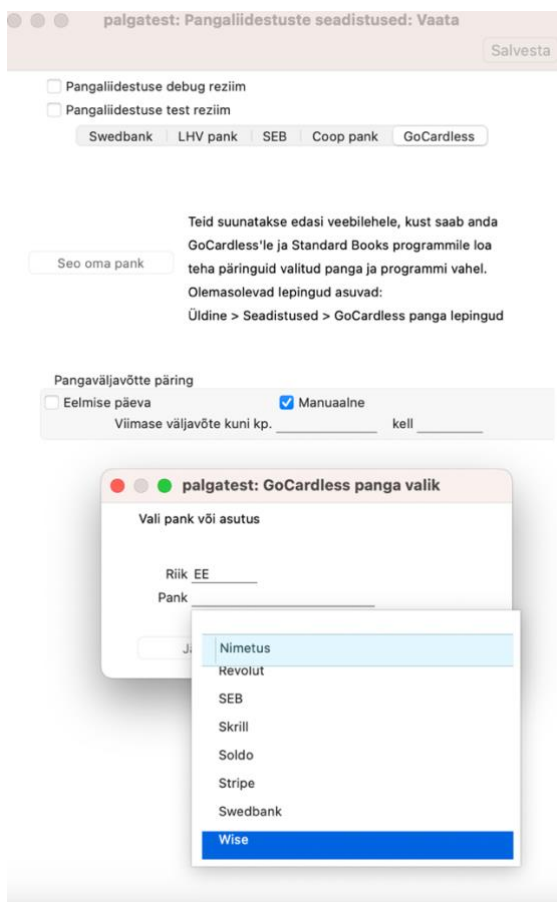 palgatest: Pangaliidestuste seadistused: Vaata
Salvesta
Pangaliidestuse debug reziim
Pangaliidestuse test reziim
Swedbank LHV pank SEB Coop pank GoCardless
Teid suunatakse edasi veebilehele, kust saab anda
GoCardless'le ja Standard Books programmile loa
Seo oma pank
teha päringuid valitud panga ja programmi vahel.
Olemasolevad lepingud asuvad:
Üldine > Seadistused > GoCardless panga lepingud
Pangaväljavõtte päring
Eelmise päeva Manuaalne
Viimase väljavõte kuni kp. kell
palgatest: GoCardless panga valik
Vali pank või asutus
Riik EE
Pank
Nimetus
Revolut
SEB
Skrill
Soldo
Stripe
Swedbank
Wise